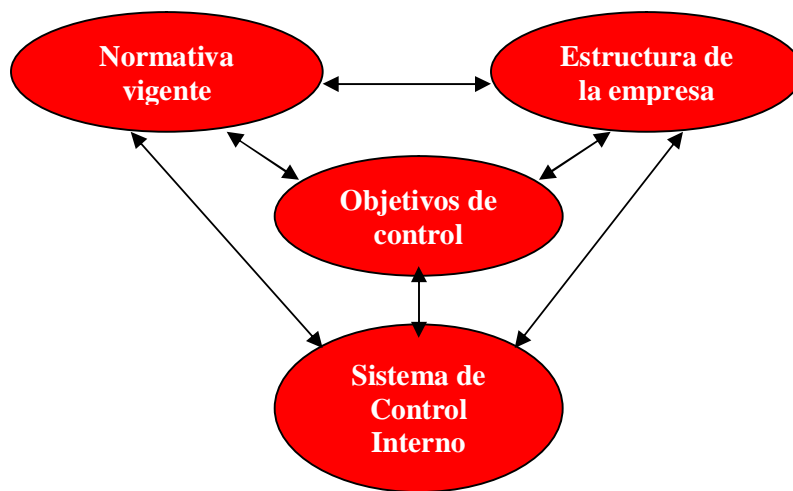 Normativa
vigente
Estructura de
la empresa
Objetivos de
control
Sistema de
Control
Interno